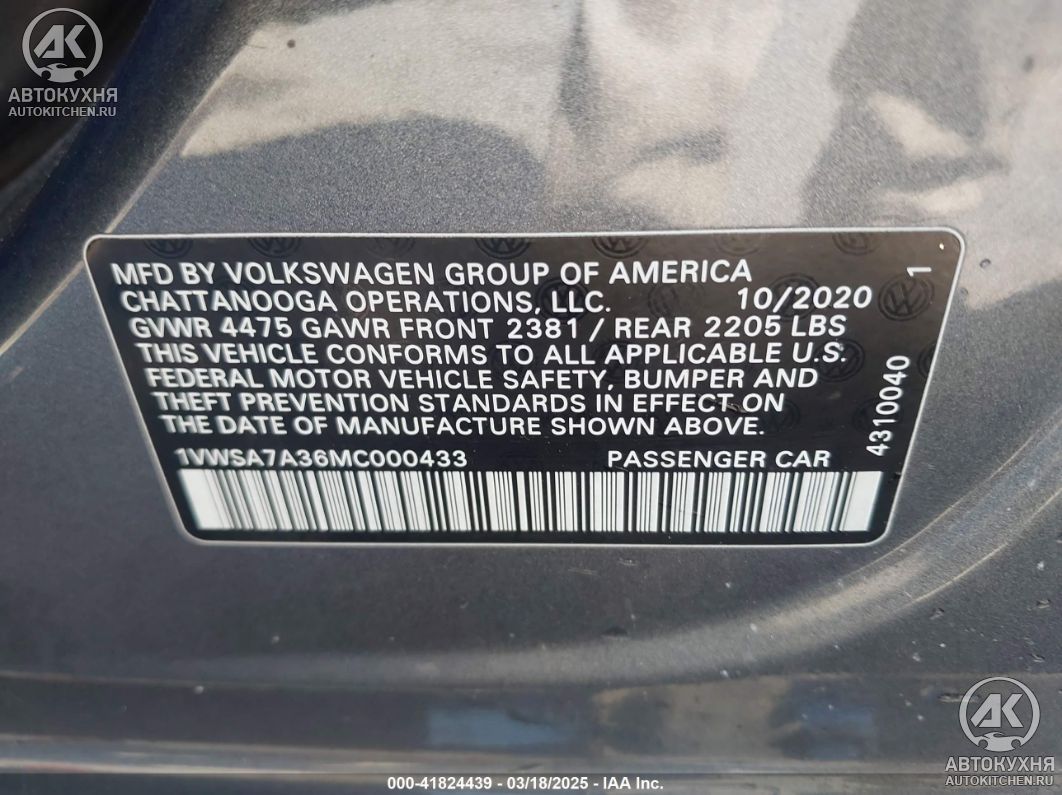 АВТОКУХНЯ
AUTOKITCHEN.RU
MFD BY VOLKSWAGEN GROUP OF AMERICA
CHATTANOOGA OPERATIONS, LLC. 10/2020
GVWR 4475 GAWR FRONT 2381 / REAR 2205 LBS
THIS VEHICLE CONFORMS TO ALL APPLICABLE U.S.
FEDERAL MOTOR VEHICLE SAFETY, BUMPER AND
THEFT PREVENTION STANDARDS IN EFFECT ON
THE DATE OF MANUFACTURE SHOWN ABOVE.
1VWSA7A36MC000433 PASSENGER CAR
4310040 1
АВТОКУХНЯ
AUTOKITCHEN.RU
000-41824439 - 03/18/2025 - IAA Inc.